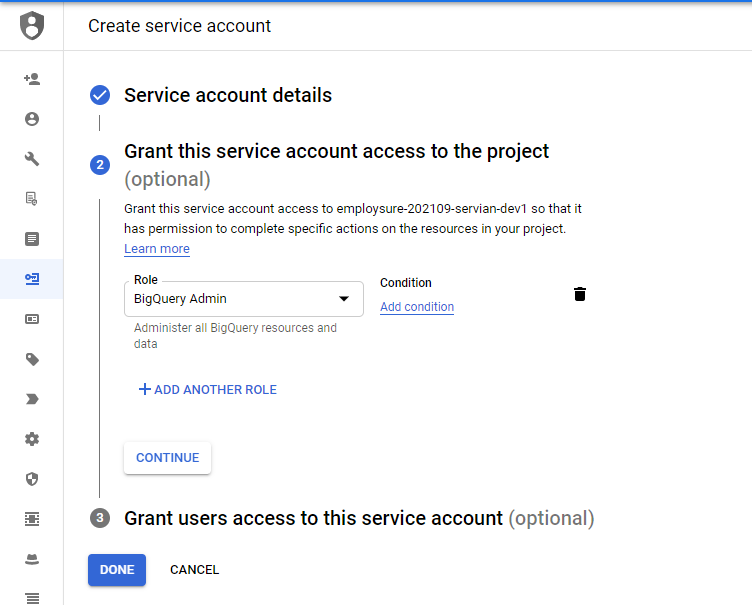 Create service account
Service account details
2
Grant this service account access to the project
(optional)
Grant this service account access to employsure-202109-servian-dev1 so that it
has permission to complete specific actions on the resources in your project.
Learn more
Role
BigQuery Admin
Condition
Add condition
Administer all BigQuery resources and
data
ADD ANOTHER ROLE
CONTINUE
3
Grant users access to this service account (optional)
DONE
CANCEL